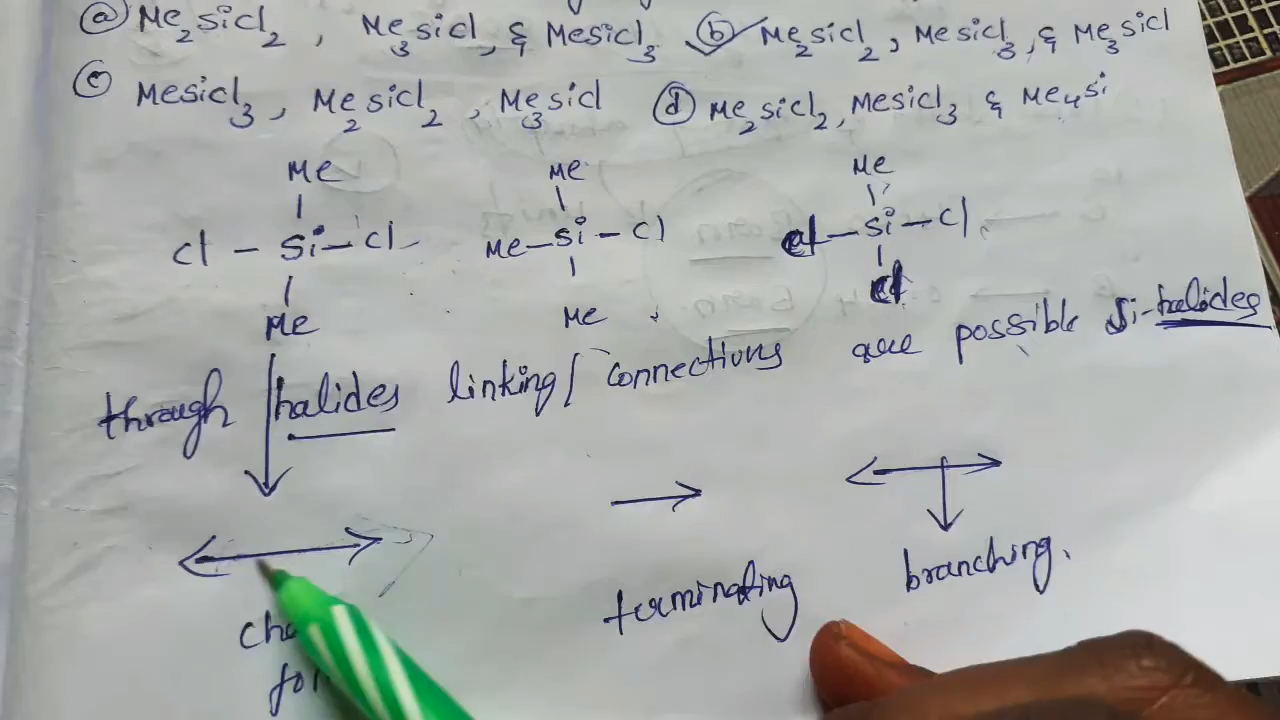 ⓐ Me₂sicl₂, Me₃sicl, & Mesicl₃ ⓑ Me₂sicl₂, Mesicl₃, & Me₃sicl
ⓒ Mesicl₃, Me₂sicl₂, Me₃sicl ⓓ Me₂sicl₂, Mesicl₃ & Me₄si
Me Me Me
Cl - Si - Cl Me - Si - Cl cl - Si - Cl
Me Me cl
through halides linking/connections are possible Si-halides
terminating branching.